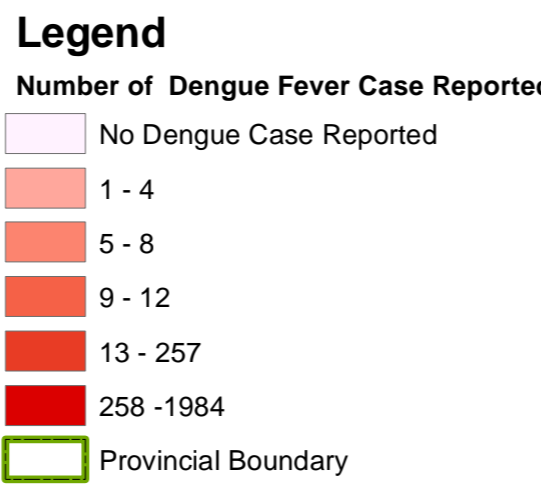 Legend
Number of Dengue Fever Case Reported
No Dengue Case Reported
1 - 4
5 - 8
9 - 12
13 - 257
258 -1984
Provincial Boundary